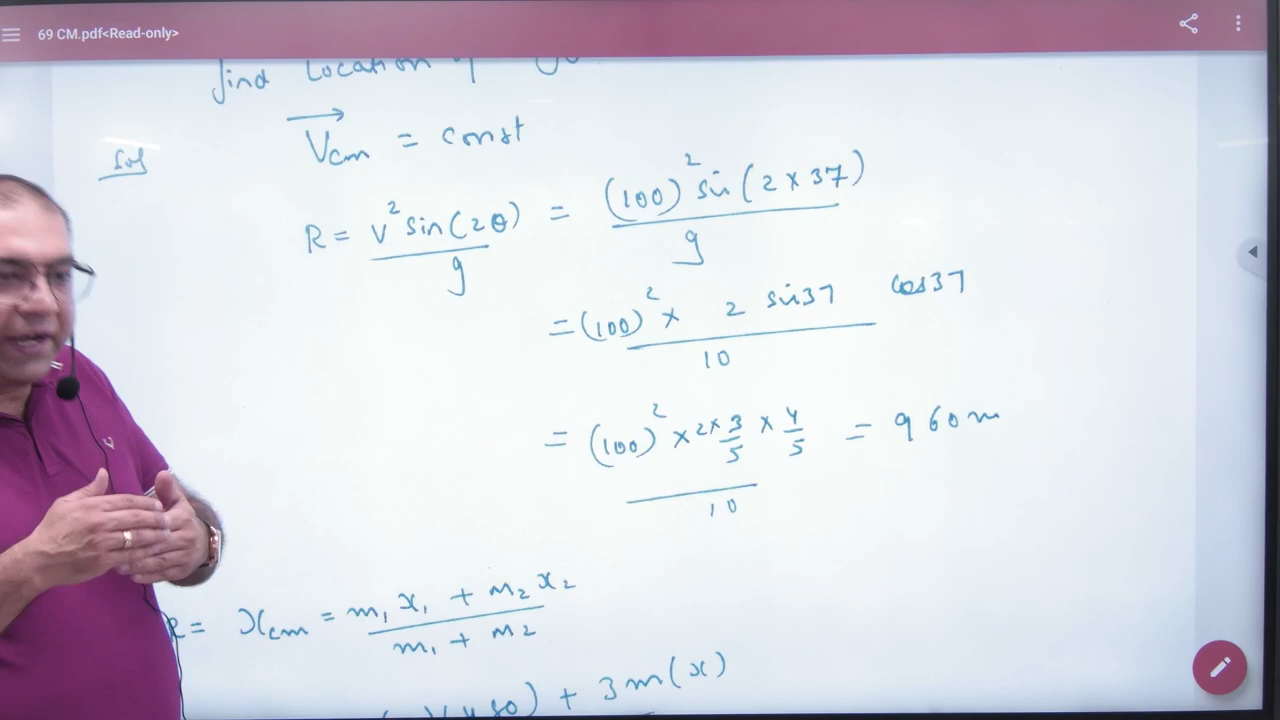 69 CM.pdf<Read-only>
find Location of
Sol
V⃗cm = const
R = v² sin(2θ) / g = (100)² sin(2 × 37) / g
= (100)² × 2 sin37 cos37 / 10
= (100)² × 2 × 3/5 × 4/5 / 10 = 960m
R = xcm = m₁x₁ + m₂x₂ / m₁ + m₂
480) + 3m(x)